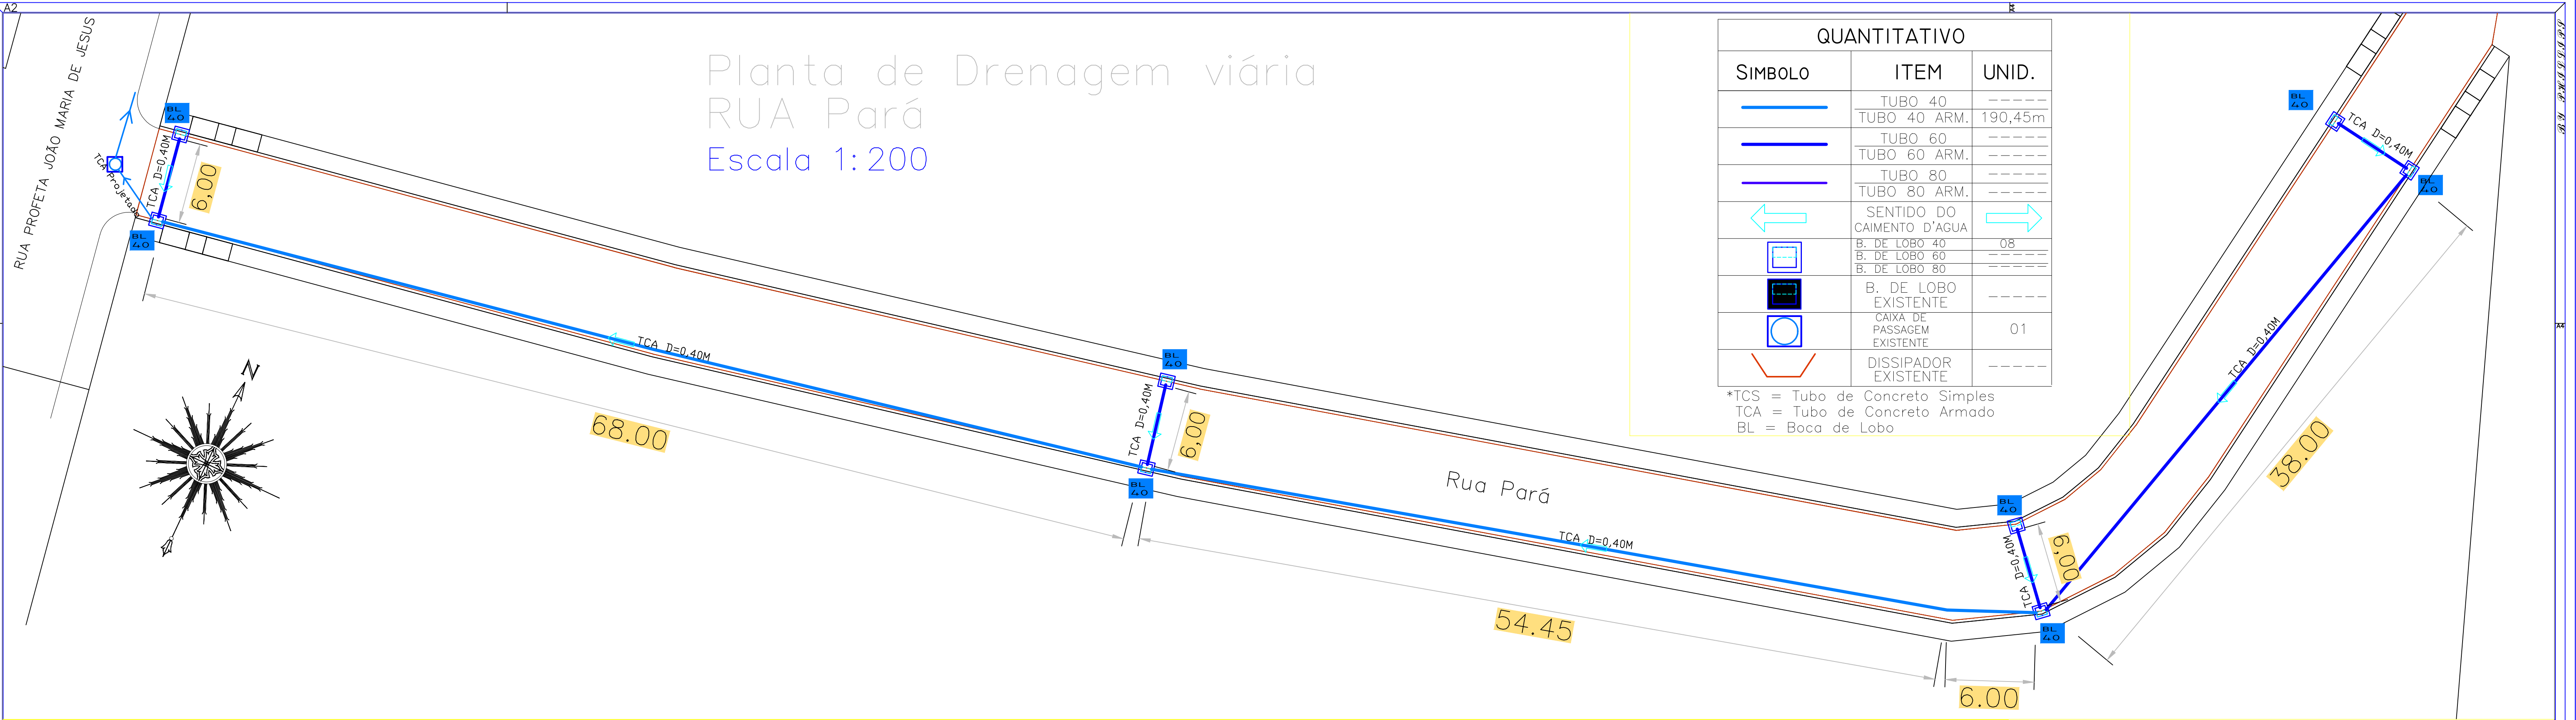 A2
RUA PROFETA JOÃO MARIA DE JESUS
Planta de Drenagem viária
RUA Pará
Escala 1:200
QUANTITATIVO
SIMBOLO ITEM UNID.
TUBO 40 -----
TUBO 40 ARM. 190,45m
TUBO 60 -----
TUBO 60 ARM. -----
TUBO 80 -----
TUBO 80 ARM. -----
SENTIDO DO
CAIMENTO D'AGUA
B. DE LOBO 40 08
B. DE LOBO 60 -----
B. DE LOBO 80 -----
B. DE LOBO
EXISTENTE -----
CAIXA DE
PASSAGEM
EXISTENTE 01
DISSIPADOR
EXISTENTE -----
*TCS = Tubo de Concreto Simples
TCA = Tubo de Concreto Armado
BL = Boca de Lobo
BL
40
TCA D=0,40M
6,00
TCA Projetado
BL
40
TCA D=0,40M
68.00
N
BL
40
TCA D=0,40M
6,00
BL
40
Rua Pará
TCA D=0,40M
54.45
BL
40
TCA D=0,40M
6,00
BL
40
6.00
TCA D=0,40M
38.00
BL
40
TCA D=0,40M
BL
40